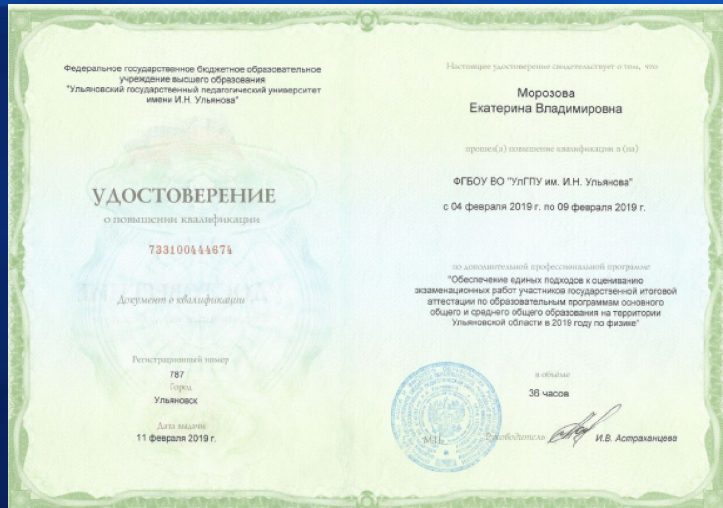 Федеральное государственное бюджетное образовательное
учреждение высшего образования
"Ульяновский государственный педагогический университет
имени И.Н. Ульянова"
УДОСТОВЕРЕНИЕ
о повышении квалификации
733100444674
Документ о квалификации
Регистрационный номер
787
Город
Ульяновск
Дата выдачи
11 февраля 2019 г.
Настоящее удостоверение свидетельствует о том, что
Морозова
Екатерина Владимировна
прошел(а) повышение квалификации в (на)
ФГБОУ ВО "УлГПУ им. И.Н. Ульянова"
с 04 февраля 2019 г. по 09 февраля 2019 г.
по дополнительной профессиональной программе
"Обеспечение единых подходов к оцениванию
экзаменационных работ участников государственной итоговой
аттестации по образовательным программам основного
общего и среднего общего образования на территории
Ульяновской области в 2019 году по физике"
в объёме
36 часов
М.П. Руководитель И.В. Астраханцева